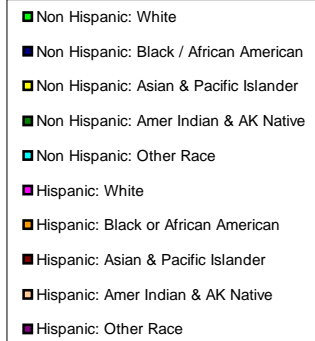 Non Hispanic: White
Non Hispanic: Black / African American
Non Hispanic: Asian & Pacific Islander
Non Hispanic: Amer Indian & AK Native
Non Hispanic: Other Race
Hispanic: White
Hispanic: Black or African American
Hispanic: Asian & Pacific Islander
Hispanic: Amer Indian & AK Native
Hispanic: Other Race